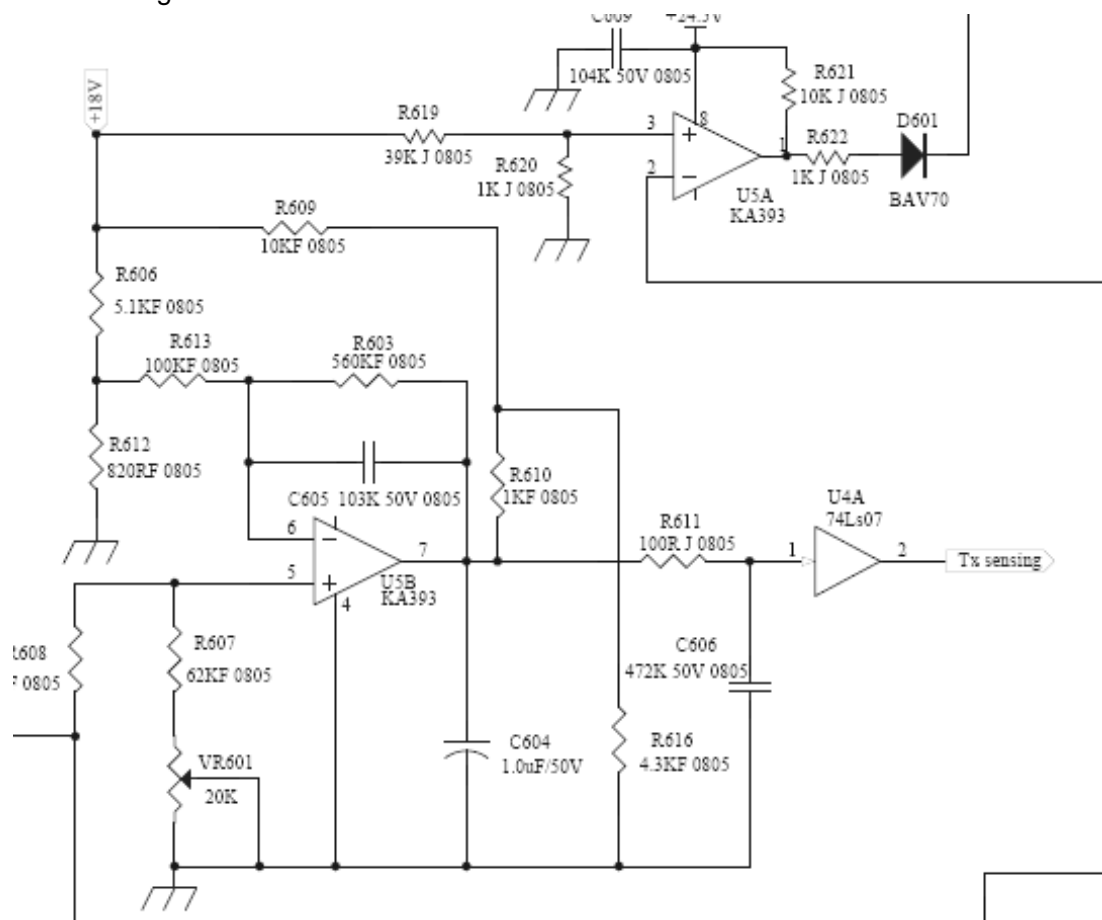 +18V
104K 50V 0805
8
R621
10K J 0805
R619
39K J 0805
R620
1K J 0805
3
+
2
−
1
U5A
KA393
R622
1K J 0805
D601
BAV70
R609
10KF 0805
R606
5.1KF 0805
R613
100KF 0805
R603
560KF 0805
R612
820RF 0805
C605
103K 50V 0805
R610
1KF 0805
6
−
5
+
7
4
U5B
KA393
R611
100R J 0805
U4A
74Ls07
1
2
Tx sensing
R607
62KF 0805
VR601
20K
C604
1.0uF/50V
R616
4.3KF 0805
C606
472K 50V 0805
F 0805